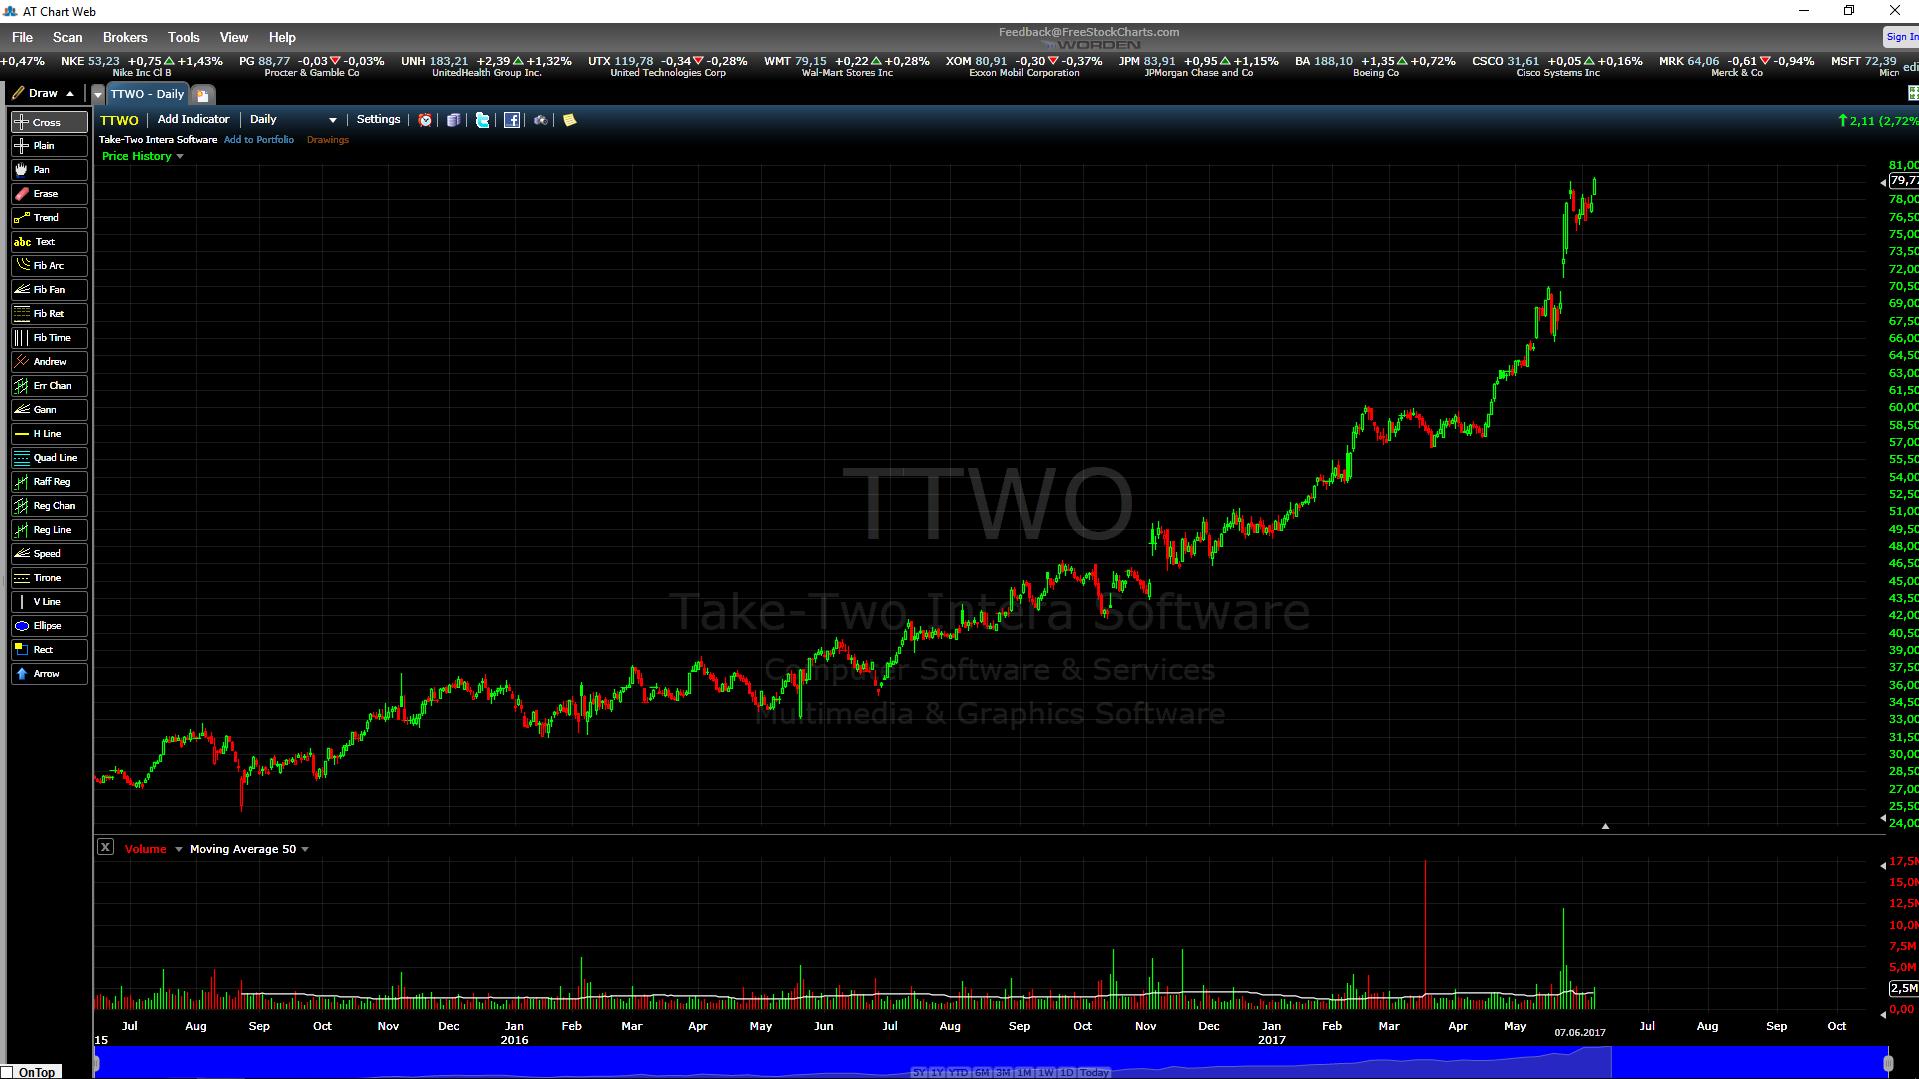 AT Chart Web
File Scan Brokers Tools View Help
Feedback@FreeStockCharts.com
WORDEN
Sign In
+0,47% NKE 53,23 +0,75 +1,43% PG 88,77 -0,03 -0,03% UNH 183,21 +2,39 +1,32% UTX 119,78 -0,34 -0,28% WMT 79,15 +0,22 +0,28% XOM 80,91 -0,30 -0,37% JPM 83,91 +0,95 +1,15% BA 188,10 +1,35 +0,72% CSCO 31,61 +0,05 +0,16% MRK 64,06 -0,61 -0,94% MSFT 72,39
Nike Inc Cl B Procter & Gamble Co UnitedHealth Group Inc. United Technologies Corp Wal-Mart Stores Inc Exxon Mobil Corporation JPMorgan Chase and Co Boeing Co Cisco Systems Inc Merck & Co Micr
edi
Draw TTWO - Daily
TTWO Add Indicator Daily Settings
2,11 (2,72%
Take-Two Intera Software Add to Portfolio Drawings
Price History
Cross
Plain
Pan
Erase
Trend
abc Text
Fib Arc
Fib Fan
Fib Ret
Fib Time
Andrew
Err Chan
Gann
H Line
Quad Line
Raff Reg
Reg Chan
Reg Line
Speed
Tirone
V Line
Ellipse
Rect
Arrow
TTWO
Take-Two Intera Software
Computer Software & Services
Multimedia & Graphics Software
81,00
79,77
78,00
76,50
75,00
73,50
72,00
70,50
69,00
67,50
66,00
64,50
63,00
61,50
60,00
58,50
57,00
55,50
54,00
52,50
51,00
49,50
48,00
46,50
45,00
43,50
42,00
40,50
39,00
37,50
36,00
34,50
33,00
31,50
30,00
28,50
27,00
25,50
24,00
X Volume Moving Average 50
17,5M
15,0M
12,5M
10,0M
7,5M
5,0M
2,5M
0,00
Jul Aug Sep Oct Nov Dec Jan Feb Mar Apr May Jun Jul Aug Sep Oct Nov Dec Jan Feb Mar Apr May 07.06.2017 Jul Aug Sep Oct
15 2016 2017
5Y 1Y YTD 6M 3M 1M 1W 1D Today
OnTop